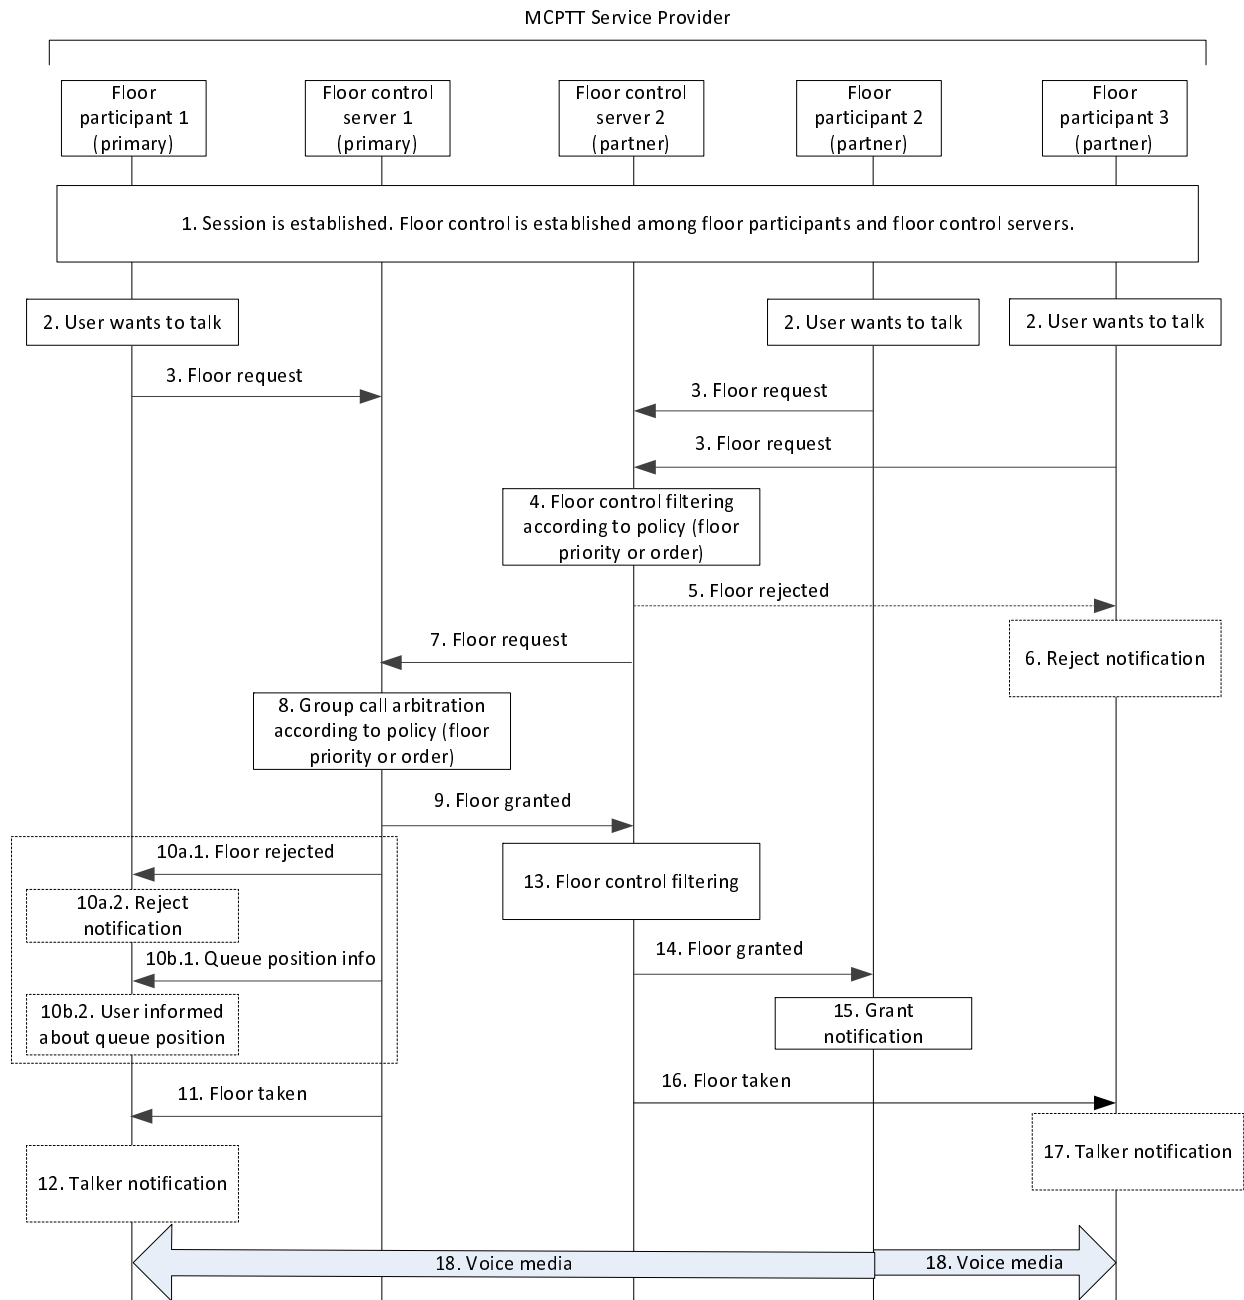 MCPTT Service Provider
Floor
participant 1
(primary)
Floor control
server 1
(primary)
Floor control
server 2
(partner)
Floor
participant 2
(partner)
Floor
participant 3
(partner)
1. Session is established. Floor control is established among floor participants and floor control servers.
2. User wants to talk
2. User wants to talk
2. User wants to talk
3. Floor request
3. Floor request
3. Floor request
4. Floor control filtering
according to policy (floor
priority or order)
5. Floor rejected
6. Reject notification
7. Floor request
8. Group call arbitration
according to policy (floor
priority or order)
9. Floor granted
10a.1. Floor rejected
10a.2. Reject
notification
10b.1. Queue position info
10b.2. User informed
about queue position
11. Floor taken
12. Talker notification
13. Floor control filtering
14. Floor granted
15. Grant
notification
16. Floor taken
17. Talker notification
18. Voice media
18. Voice media